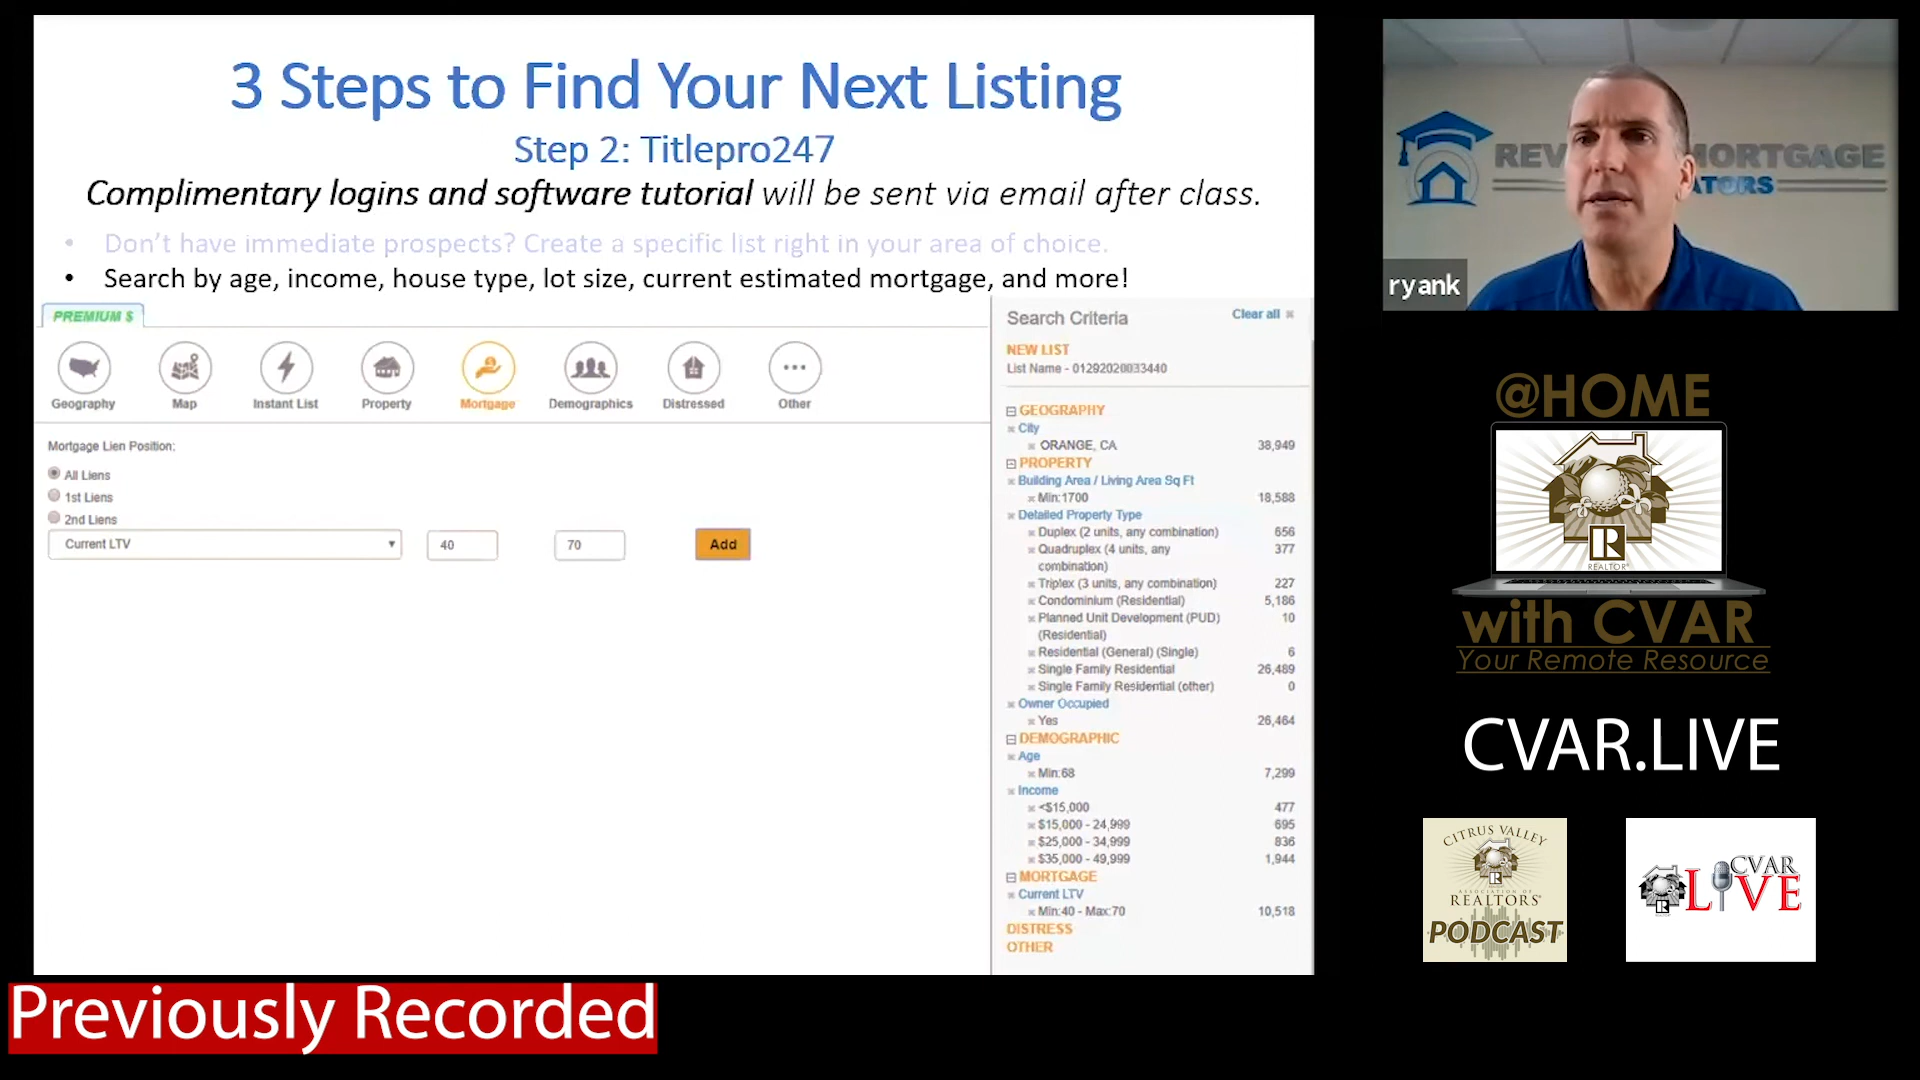 3 Steps to Find Your Next Listing
Step 2: Titlepro247
Complimentary logins and software tutorial will be sent via email after class.
• Don't have immediate prospects? Create a specific list right in your area of choice.
• Search by age, income, house type, lot size, current estimated mortgage, and more!
PREMIUM $
Geography
Map
Instant List
Property
Mortgage
Demographics
Distressed
Other
Mortgage Lien Position:
All Liens
1st Liens
2nd Liens
Current LTV
40
70
Add
Search Criteria
Clear all
NEW LIST
List Name - 01292020033440
GEOGRAPHY
City
ORANGE, CA 38,949
PROPERTY
Building Area / Living Area Sq Ft
Min:1700 18,588
Detailed Property Type
Duplex (2 units, any combination) 656
Quadruplex (4 units, any 377
combination)
Triplex (3 units, any combination) 227
Condominium (Residential) 5,186
Planned Unit Development (PUD) 10
(Residential)
Residential (General) (Single) 6
Single Family Residential 26,489
Single Family Residential (other) 0
Owner Occupied
Yes 26,464
DEMOGRAPHIC
Age
Min:68 7,299
Income
<$15,000 477
$15,000 - 24,999 695
$25,000 - 34,999 836
$35,000 - 49,999 1,944
MORTGAGE
Current LTV
Min:40 - Max:70 10,518
DISTRESS
OTHER
REV MORTGAGE
ATORS
ryank
@HOME
R
REALTOR®
with CVAR
Your Remote Resource
CVAR.LIVE
CITRUS VALLEY
R
ASSOCIATION OF
REALTORS®
PODCAST
CVAR
LIVE
Previously Recorded